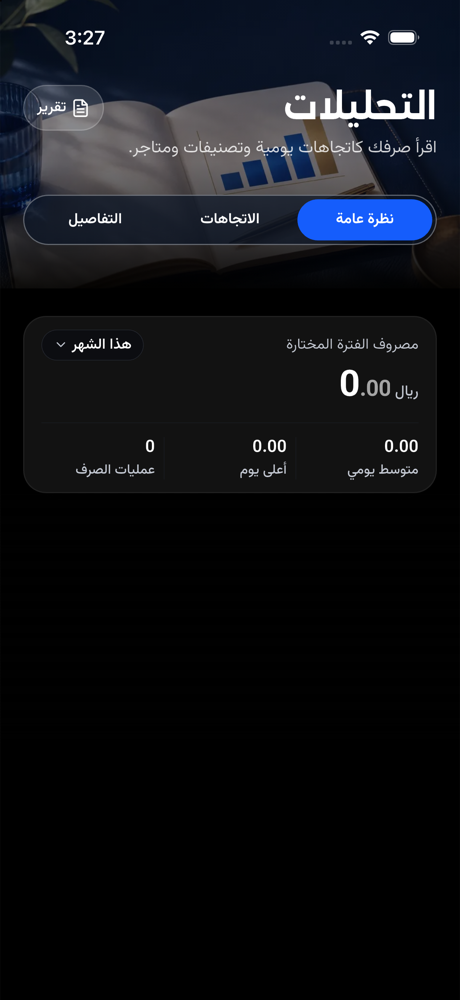 3:27
التحليلات
تقرير
اقرأ صرفك كاتجاهات يومية وتصنيفات ومتاجر.
نظرة عامة
الاتجاهات
التفاصيل
مصروف الفترة المختارة
هذا الشهر
0.00 ريال
0.00
متوسط يومي
0.00
أعلى يوم
0
عمليات الصرف